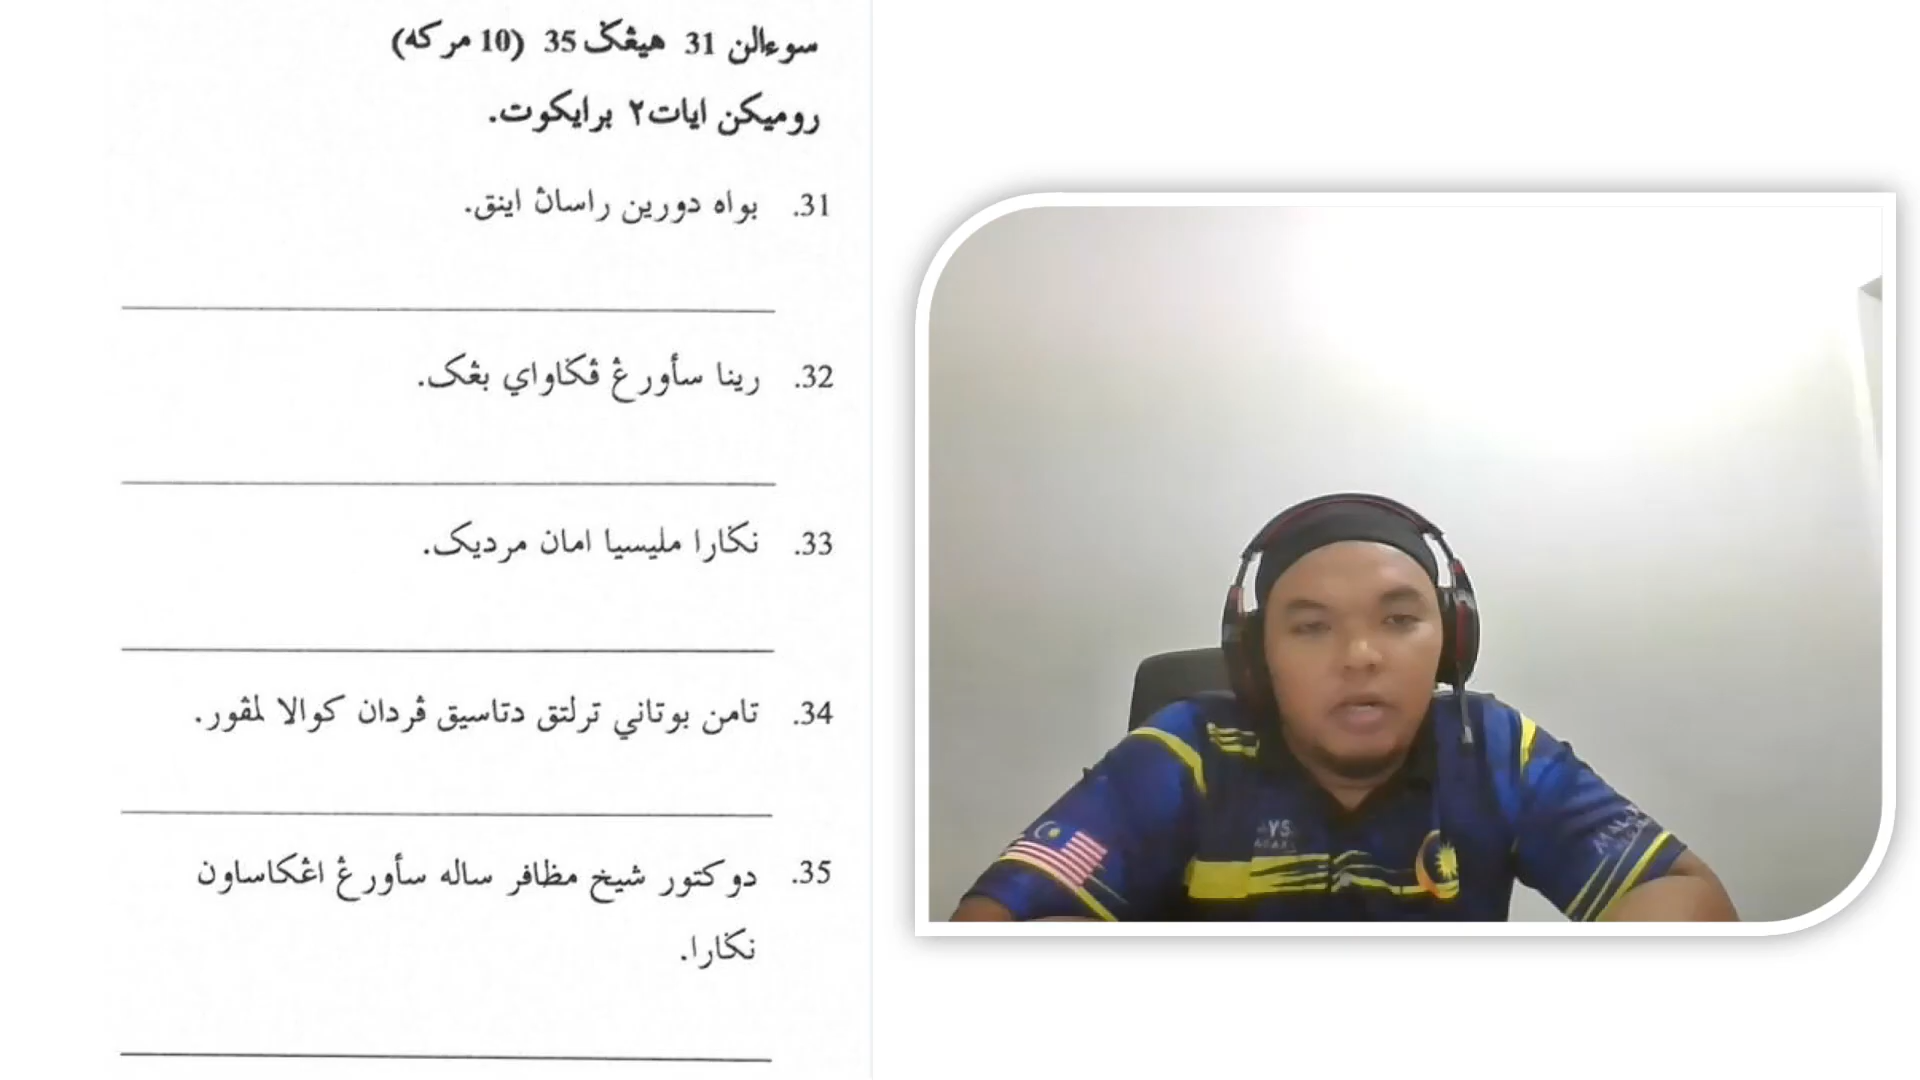 سوءالن 31 هيڠݢ 35 (10 مركه)
روميكن ايات٢ برايكوت.
31. بواه دورين راساڽ اينق.
32. رينا سأورڠ ڤݢاواي بڠک.
33. نݢارا مليسيا امان مرديک.
34. تامن بوتاني ترلتق دتاسيق ڤردان كوالا لمڤور.
35. دوكتور شيخ مظافر ساله سأورڠ اڠكاساون
نݢارا.